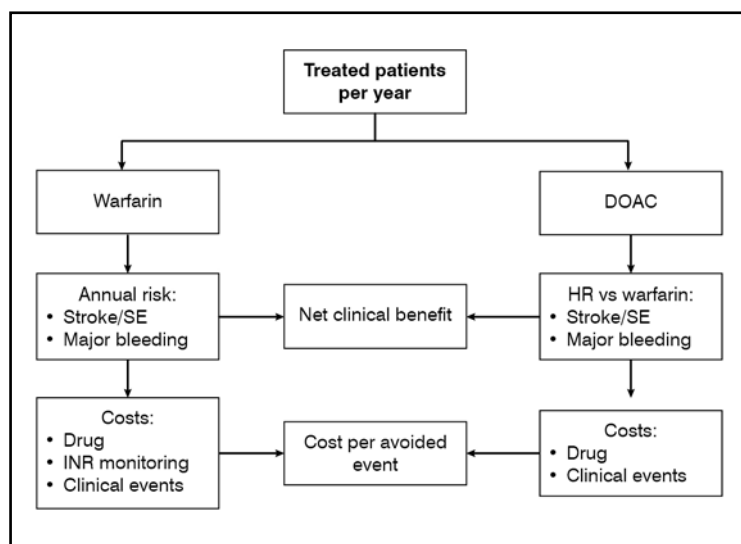 Treated patients
per year
Warfarin
DOAC
Annual risk:
• Stroke/SE
• Major bleeding
Net clinical benefit
HR vs warfarin:
• Stroke/SE
• Major bleeding
Costs:
• Drug
• INR monitoring
• Clinical events
Cost per avoided
event
Costs:
• Drug
• Clinical events